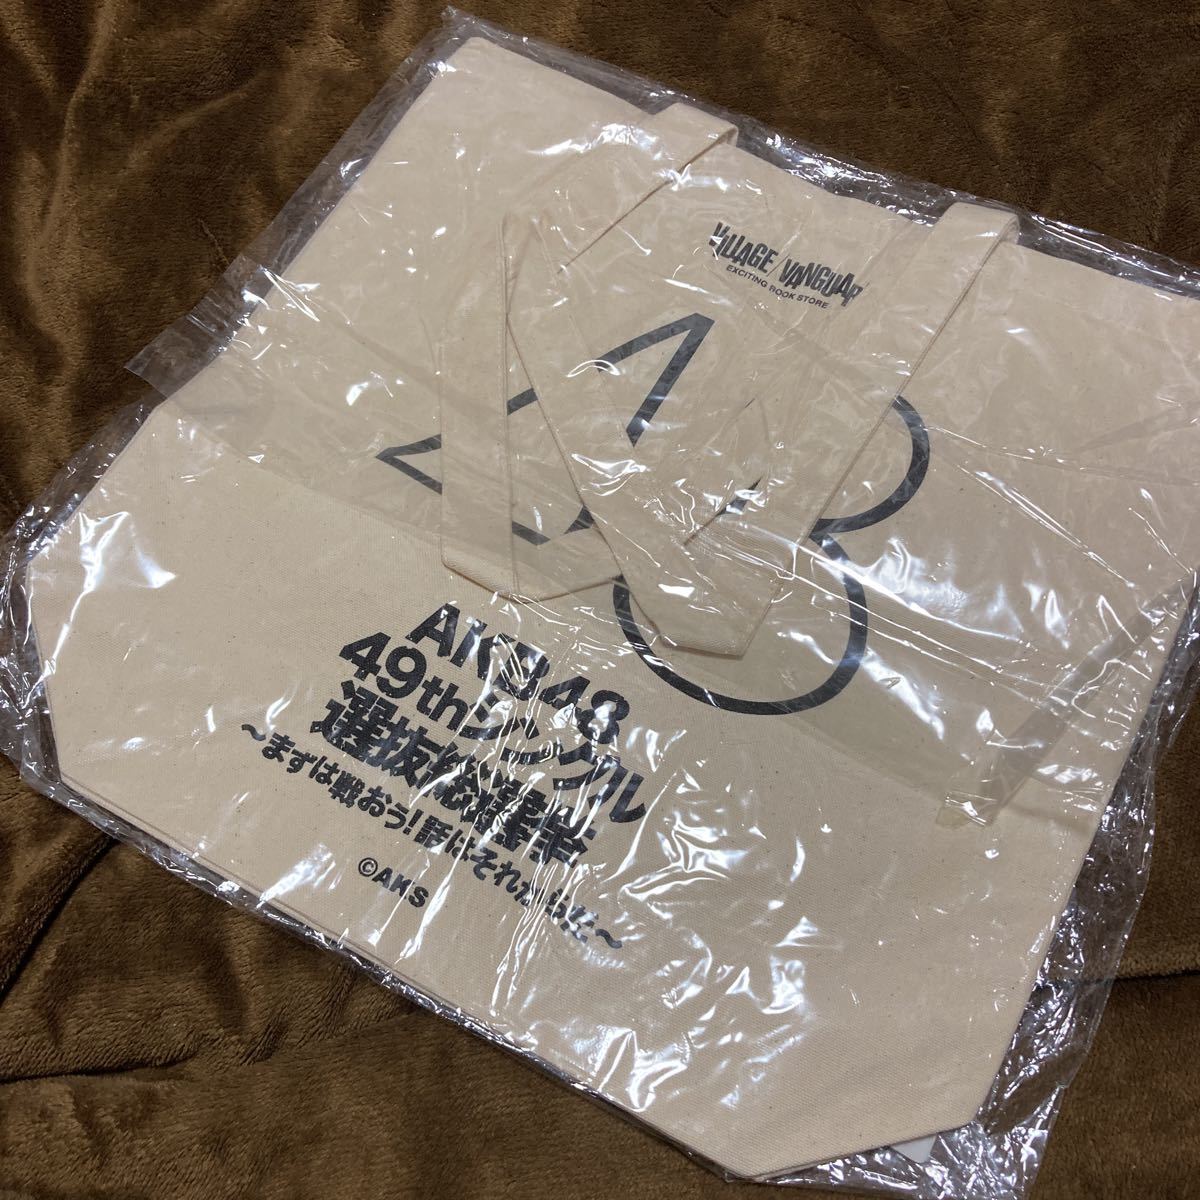 VILLAGE/VANGUARD
EXCITING BOOK STORE
48
AKB48
49thシングル
選抜総選挙
～まずは戦おう!話はそれからだ～
©AKS